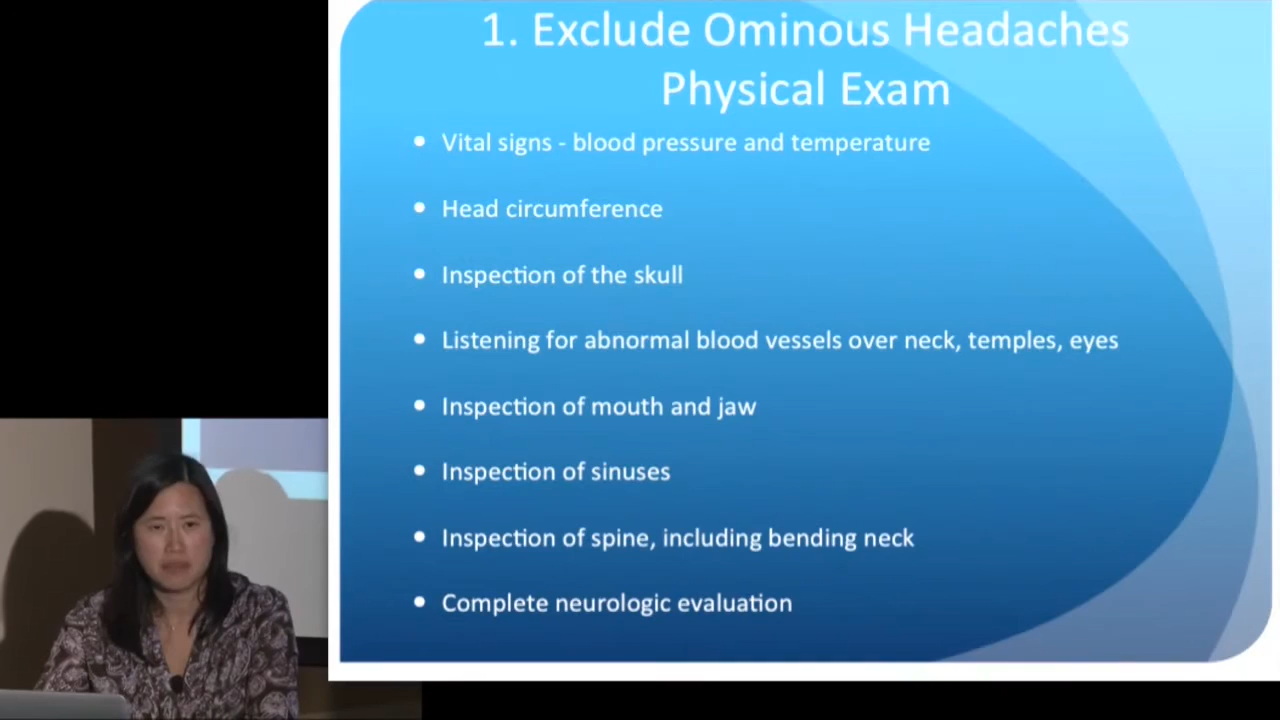 1. Exclude Ominous Headaches
Physical Exam
• Vital signs - blood pressure and temperature
• Head circumference
• Inspection of the skull
• Listening for abnormal blood vessels over neck, temples, eyes
• Inspection of mouth and jaw
• Inspection of sinuses
• Inspection of spine, including bending neck
• Complete neurologic evaluation